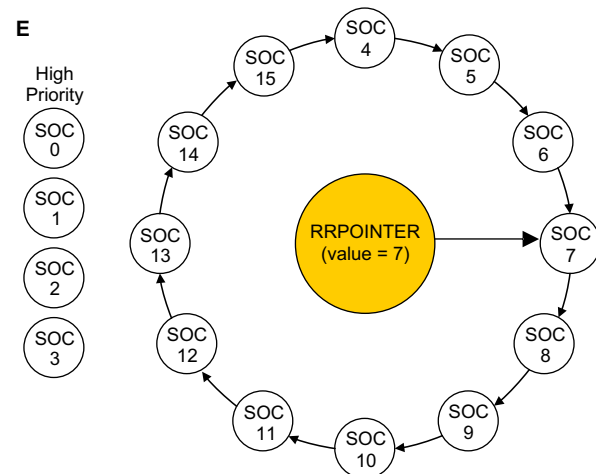 E
High
Priority
SOC
0
SOC
1
SOC
2
SOC
3
SOC
4
SOC
5
SOC
6
SOC
7
SOC
8
SOC
9
SOC
10
SOC
11
SOC
12
SOC
13
SOC
14
SOC
15
RRPOINTER
(value = 7)